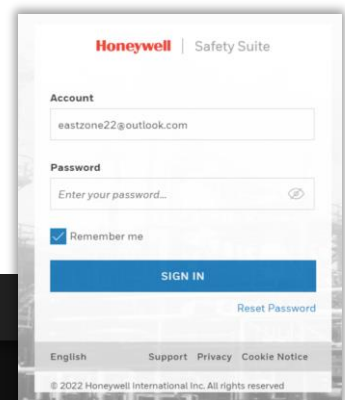 Honeywell | Safety Suite
Account
eastzone22@outlook.com
Password
Enter your password...
Remember me
SIGN IN
Reset Password
English Support Privacy Cookie Notice
© 2022 Honeywell International Inc. All rights reserved